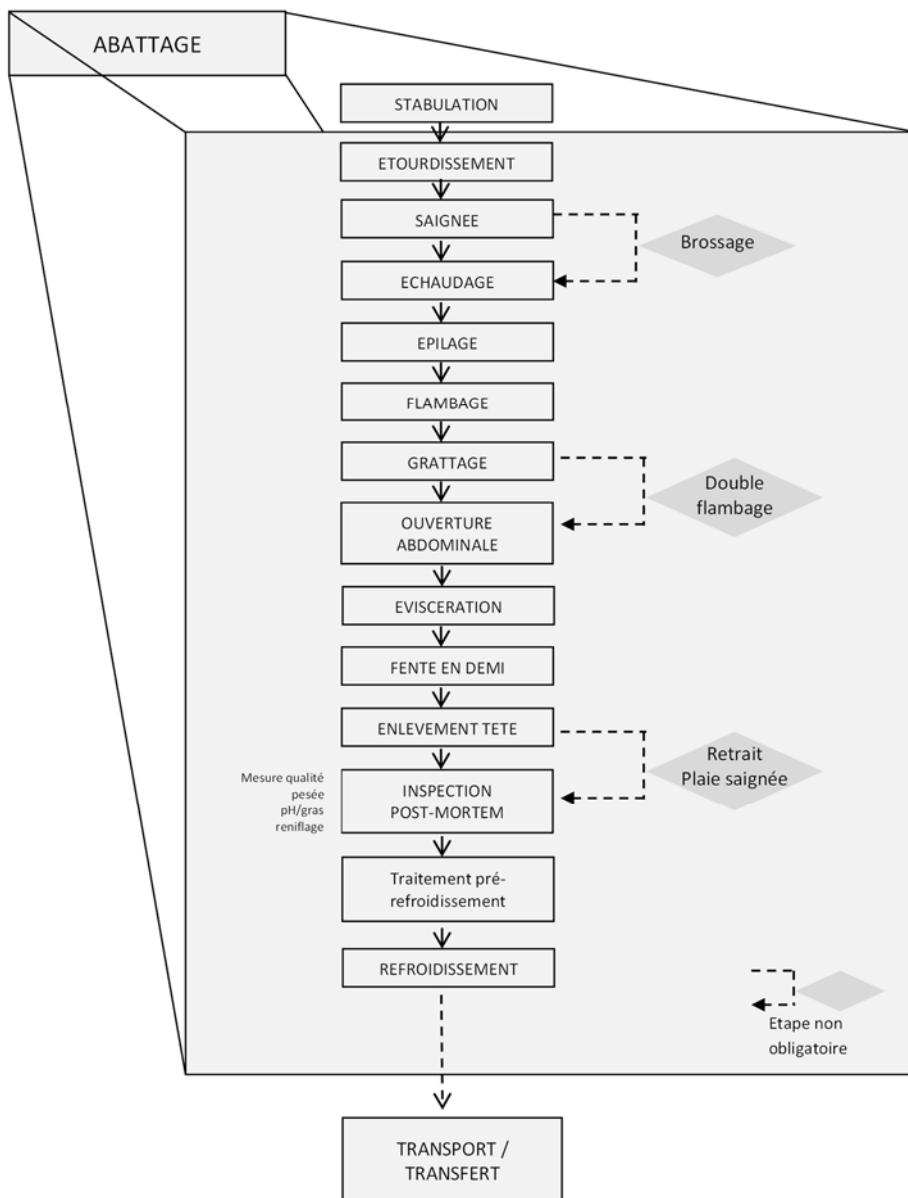 ABATTAGE
STABULATION
ETOURDISSEMENT
SAIGNEE
Brossage
ECHAUDAGE
EPILAGE
FLAMBAGE
GRATTAGE
Double
flambage
OUVERTURE
ABDOMINALE
EVISCERATION
FENTE EN DEMI
ENLEVEMENT TETE
Retrait
Plaie saignée
Mesure qualité
pesée
pH/gras
reniflage
INSPECTION
POST-MORTEM
Traitement pré-
refroidissement
REFROIDISSEMENT
Etape non
obligatoire
TRANSPORT /
TRANSFERT